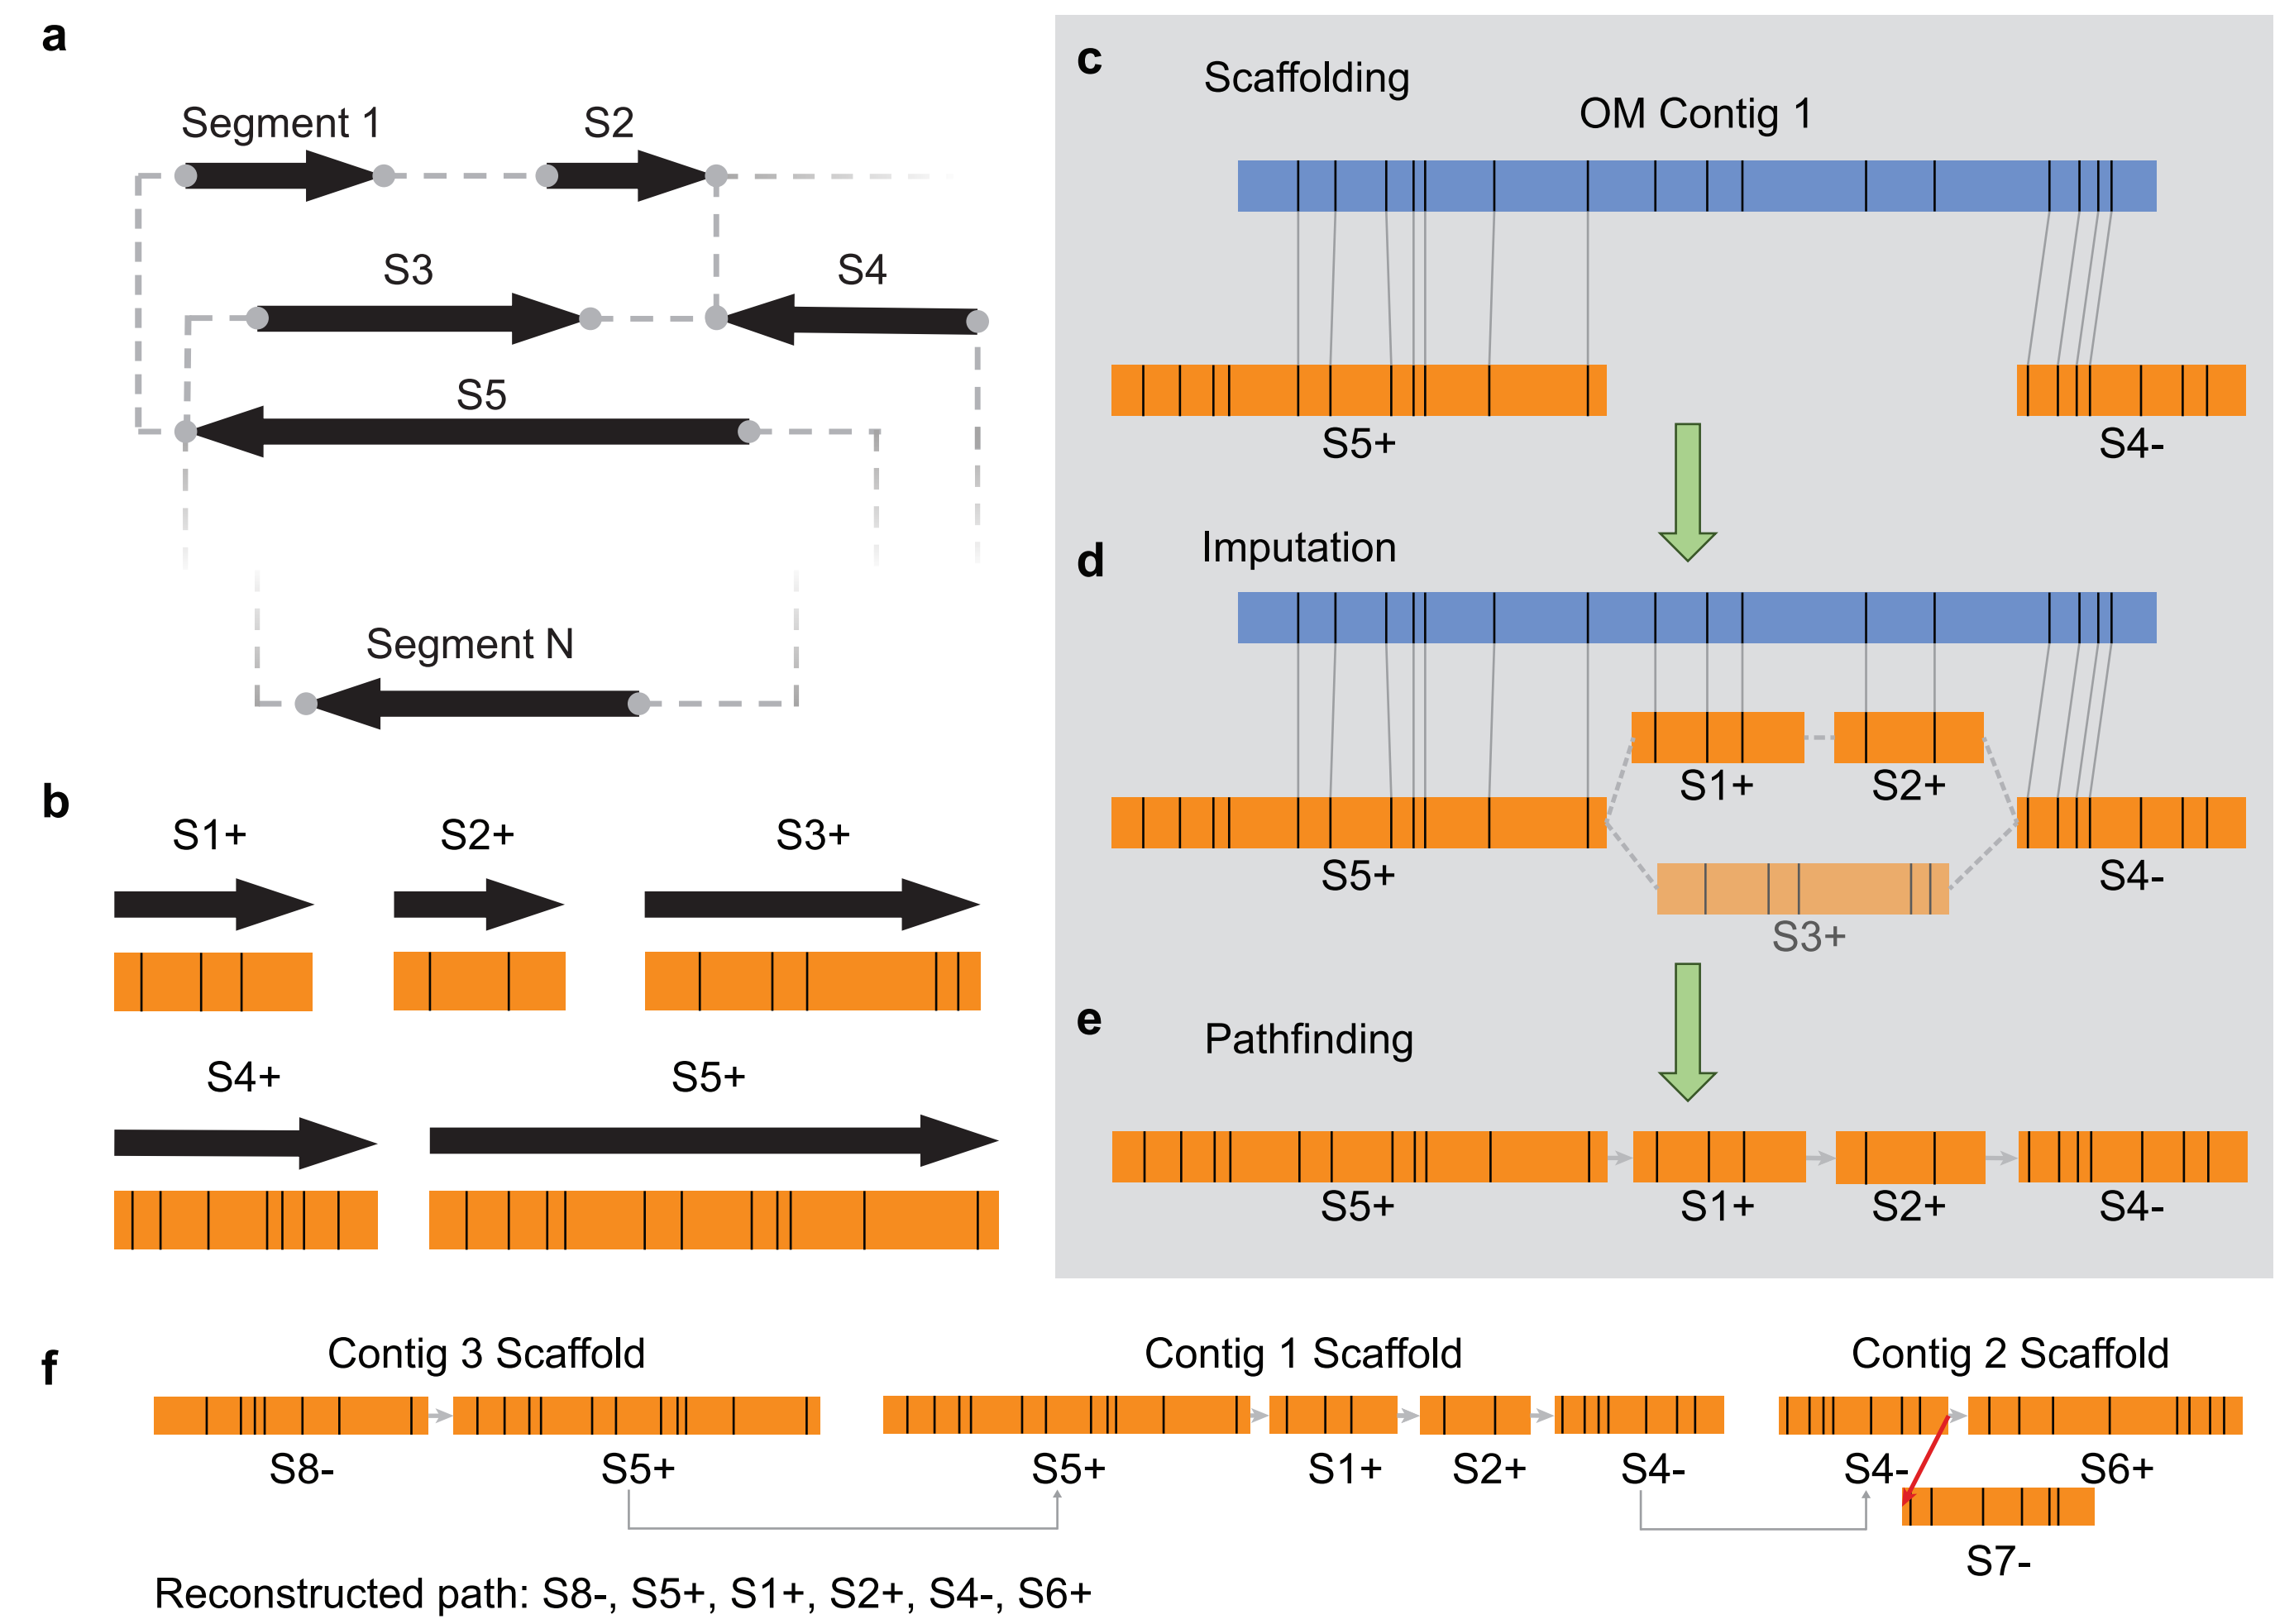 a
Segment 1
S2
S3
S4
S5
Segment N
b
S1+
S2+
S3+
S4+
S5+
c
Scaffolding
OM Contig 1
S5+
S4-
d
Imputation
S1+
S2+
S5+
S4-
S3+
e
Pathfinding
S5+
S1+
S2+
S4-
f
Contig 3 Scaffold
Contig 1 Scaffold
Contig 2 Scaffold
S8-
S5+
S5+
S1+
S2+
S4-
S4-
S6+
S7-
Reconstructed path: S8-, S5+, S1+, S2+, S4-, S6+